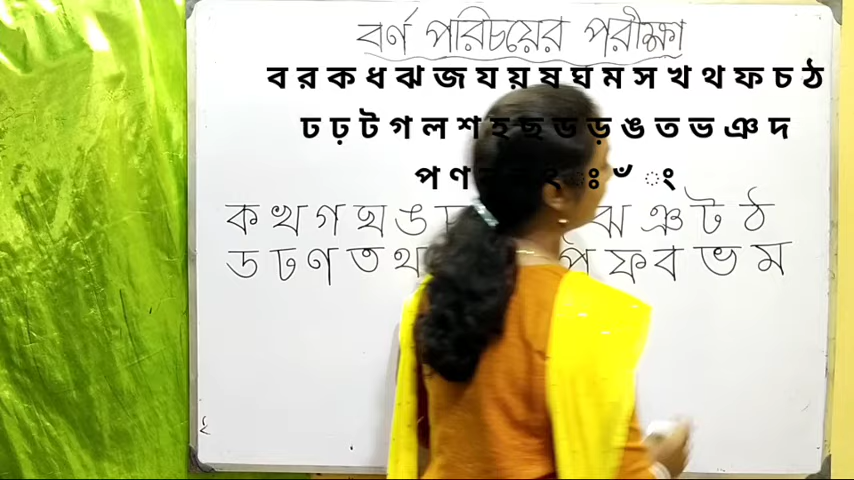 বর্ণ পরিচয়ের পরীক্ষা
ব র ক ধ ঝ জ য য় ষ ঘ ম স খ থ ফ চ ঠ
ঢ ঢ় ট গ ল শ হ ছ ড ড় ঙ ত ভ ঞ দ
প ণ ৎ ঃ ঁ ং
ক খ গ ঘ ঙ ঝ ঞ ট ঠ
ড ঢ ণ ত থ প ফ ব ভ ম